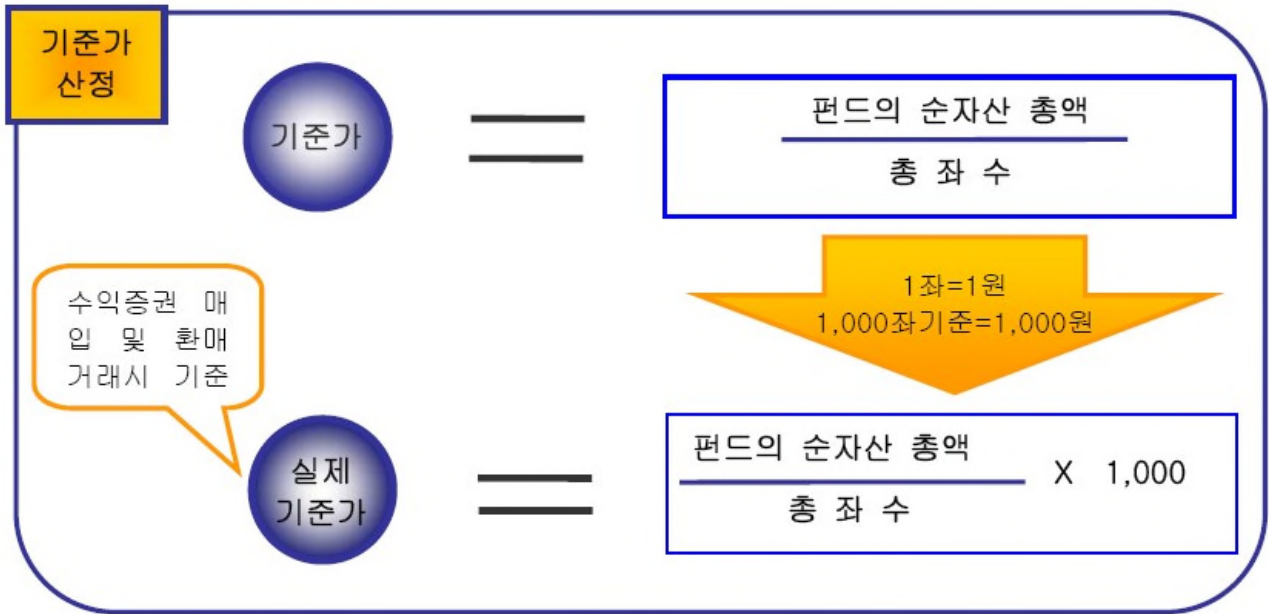 기준가
산정
기준가
펀드의 순자산 총액
총 좌 수
1좌=1원
1,000좌기준=1,000원
수익증권 매
입 및 환매
거래시 기준
실제
기준가
펀드의 순자산 총액
X 1,000
총 좌 수